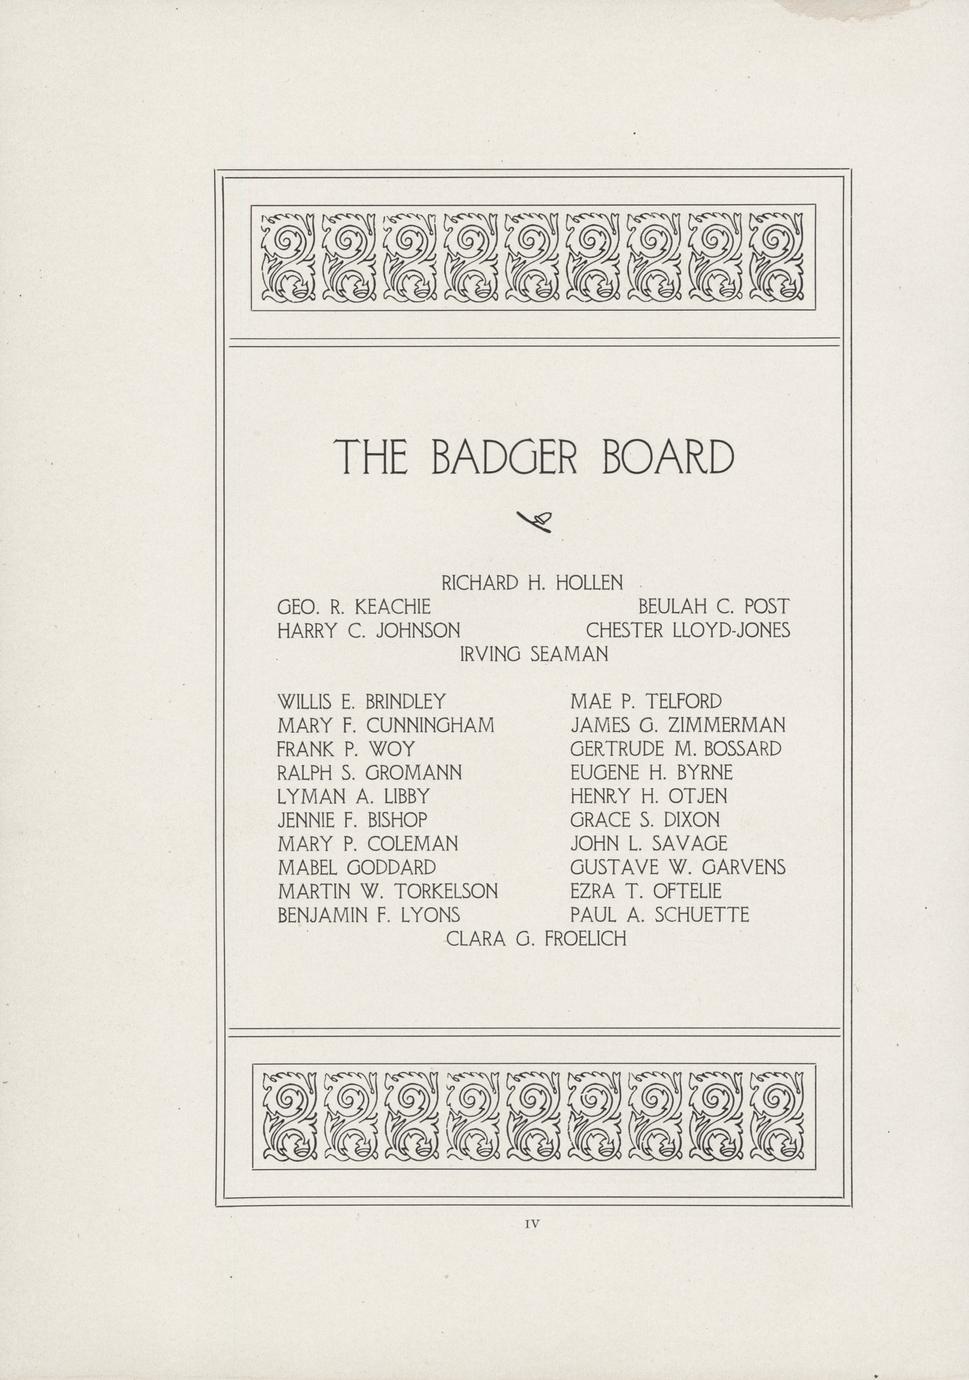 THE BADGER BOARD
RICHARD H. HOLLEN
GEO. R. KEACHIE BEULAH C. POST
HARRY C. JOHNSON CHESTER LLOYD-JONES
IRVING SEAMAN
WILLIS E. BRINDLEY MAE P. TELFORD
MARY F. CUNNINGHAM JAMES G. ZIMMERMAN
FRANK P. WOY GERTRUDE M. BOSSARD
RALPH S. GROMANN EUGENE H. BYRNE
LYMAN A. LIBBY HENRY H. OTJEN
JENNIE F. BISHOP GRACE S. DIXON
MARY P. COLEMAN JOHN L. SAVAGE
MABEL GODDARD GUSTAVE W. GARVENS
MARTIN W. TORKELSON EZRA T. OFTELIE
BENJAMIN F. LYONS PAUL A. SCHUETTE
CLARA G. FROELICH
IV